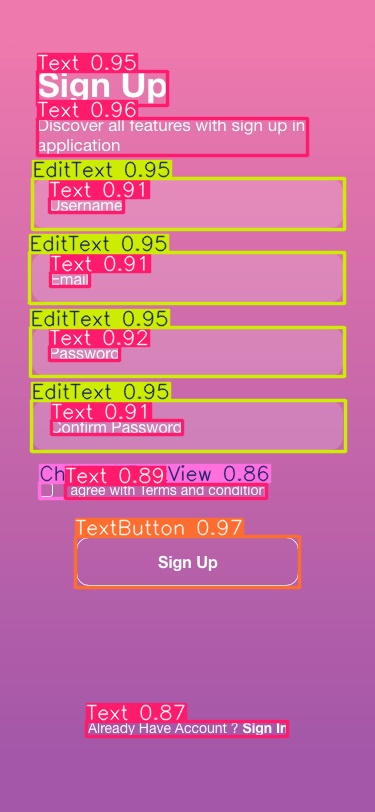 Text 0.95
Sign Up
Text 0.96
Discover all features with sign up in
application
EditText 0.95
Text 0.91
Username
EditText 0.95
Text 0.91
Email
EditText 0.95
Text 0.92
Password
EditText 0.95
Text 0.91
Confirm Password
Ch Text 0.89 View 0.86
agree with Terms and condition
TextButton 0.97
Sign Up
Text 0.87
Already Have Account ? Sign In